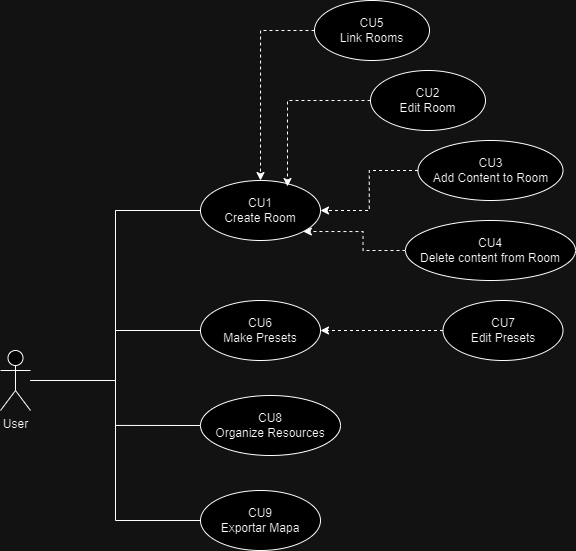 CU5
Link Rooms
CU2
Edit Room
CU3
Add Content to Room
CU1
Create Room
CU4
Delete content from Room
CU6
Make Presets
CU7
Edit Presets
User
CU8
Organize Resources
CU9
Exportar Mapa